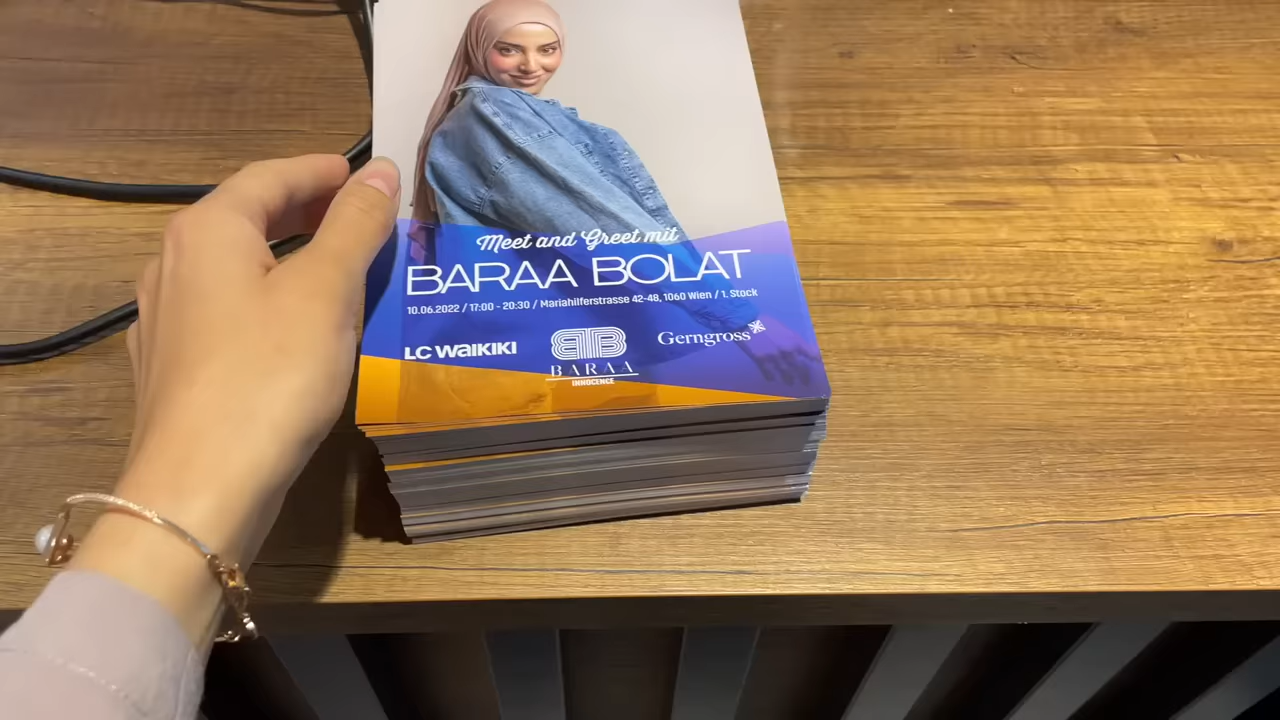 Meet and Greet mit
BARAA BOLAT
10.06.2022 / 17:00 - 20:30 / Mariahilferstrasse 42-48, 1060 Wien / 1. Stock
LC WAIKIKI
BARAA
INNOCENCE
Gerngross